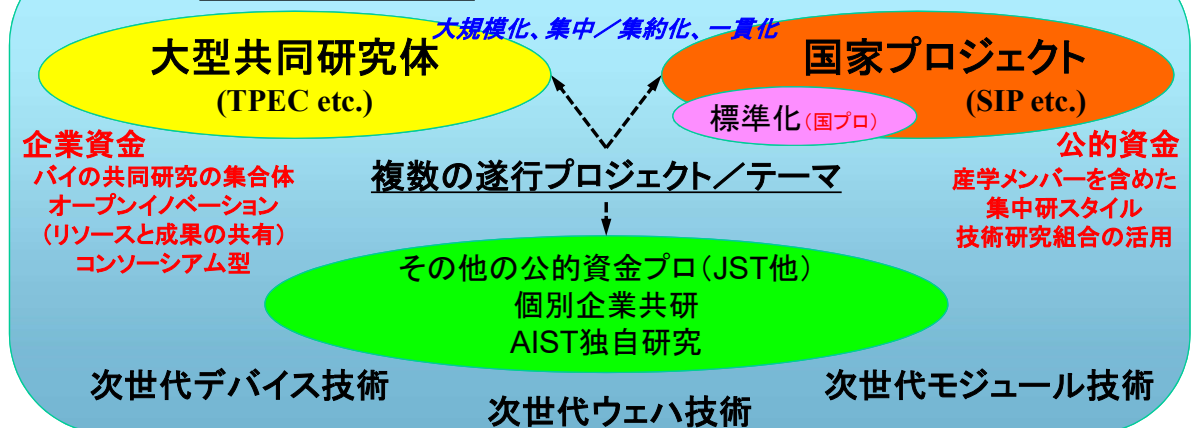 大規模化、集中／集約化、一貫化
大型共同研究体
(TPEC etc.)
国家プロジェクト
(SIP etc.)
標準化(国プロ)
企業資金
バイの共同研究の集合体
オープンイノベーション
(リソースと成果の共有)
コンソーシアム型
複数の遂行プロジェクト／テーマ
公的資金
産学メンバーを含めた
集中研スタイル
技術研究組合の活用
その他の公的資金プロ(JST他)
個別企業共研
AIST独自研究
次世代デバイス技術
次世代ウェハ技術
次世代モジュール技術